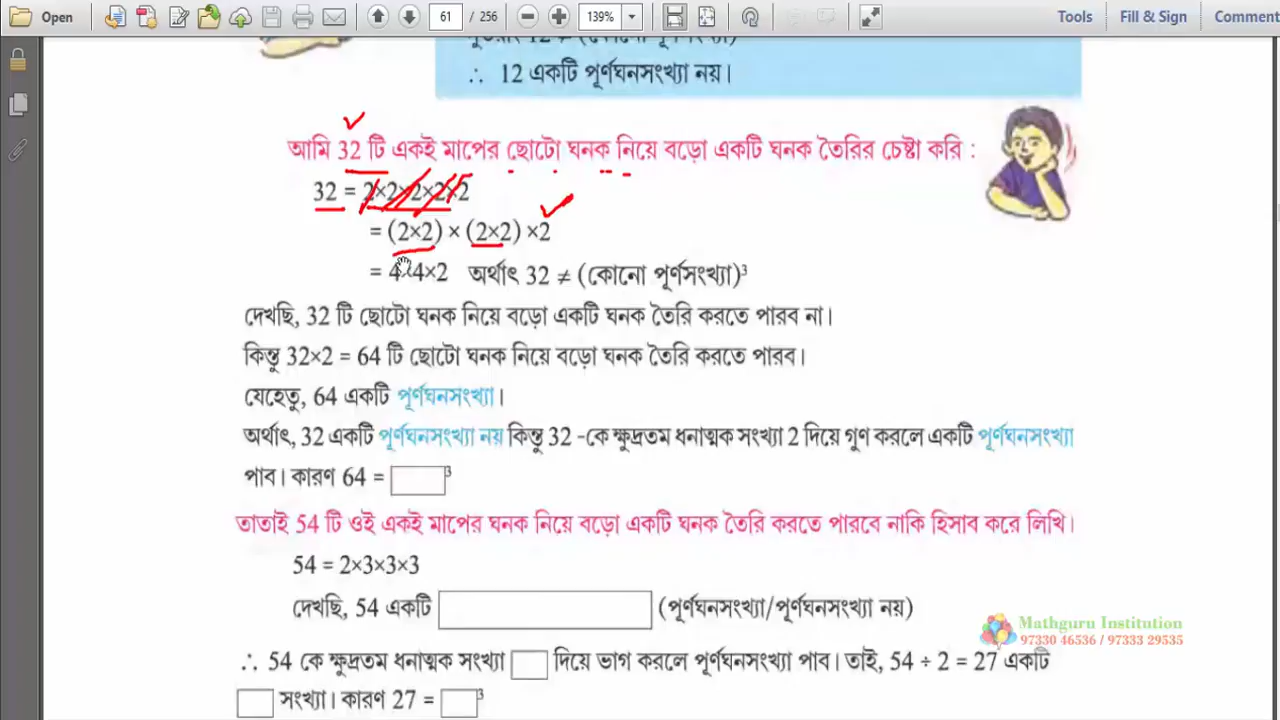 Open 61 / 256 139% Tools Fill & Sign Comment
∴ 12 একটি পূর্ণঘনসংখ্যা নয়।
আমি 32 টি একই মাপের ছোটো ঘনক নিয়ে বড়ো একটি ঘনক তৈরির চেষ্টা করি :
32 = 2×2×2×2×2
= (2×2) × (2×2) ×2
= 4×4×2 অর্থাৎ 32 ≠ (কোনো পূর্ণসংখ্যা)³
দেখছি, 32 টি ছোটো ঘনক নিয়ে বড়ো একটি ঘনক তৈরি করতে পারব না।
কিন্তু 32×2 = 64 টি ছোটো ঘনক নিয়ে বড়ো ঘনক তৈরি করতে পারব।
যেহেতু, 64 একটি পূর্ণঘনসংখ্যা।
অর্থাৎ, 32 একটি পূর্ণঘনসংখ্যা নয় কিন্তু 32 -কে ক্ষুদ্রতম ধনাত্মক সংখ্যা 2 দিয়ে গুণ করলে একটি পূর্ণঘনসংখ্যা
পাব। কারণ 64 = ³
তাতাই 54 টি ওই একই মাপের ঘনক নিয়ে বড়ো একটি ঘনক তৈরি করতে পারবে নাকি হিসাব করে লিখি।
54 = 2×3×3×3
দেখছি, 54 একটি (পূর্ণঘনসংখ্যা/পূর্ণঘনসংখ্যা নয়)
Mathguru Institution
97330 46536 / 97333 29535
∴ 54 কে ক্ষুদ্রতম ধনাত্মক সংখ্যা দিয়ে ভাগ করলে পূর্ণঘনসংখ্যা পাব। তাই, 54 ÷ 2 = 27 একটি
সংখ্যা। কারণ 27 = ³